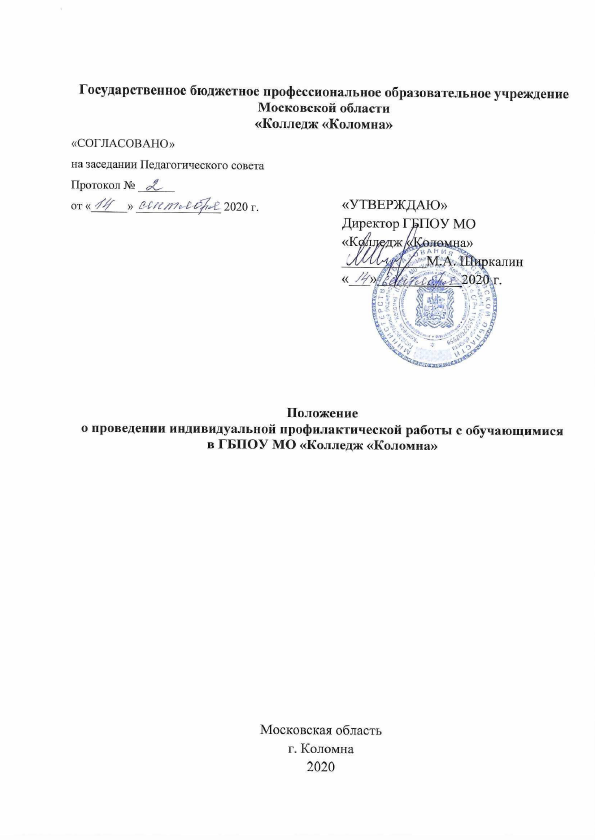 Государственное бюджетное профессиональное образовательное учреждение
Московской области
«Колледж «Коломна»
«СОГЛАСОВАНО»
на заседании Педагогического совета
Протокол № 2
от «14» сентября 2020 г.
«УТВЕРЖДАЮ»
Директор ГБПОУ МО
«Колледж «Коломна»
М.А. Ширкалин
«14» сентября 2020 г.
Положение
о проведении индивидуальной профилактической работы с обучающимися
в ГБПОУ МО «Колледж «Коломна»
Московская область
г. Коломна
2020